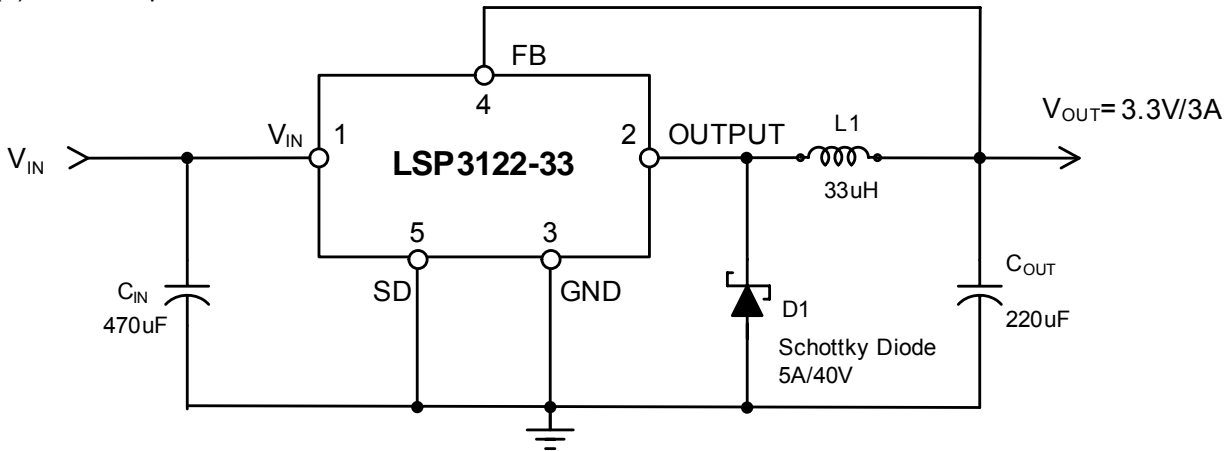 FB
4
V_OUT= 3.3V/3A
V_IN
V_IN 1
LSP3122-33
2 OUTPUT
L1
33uH
5
3
SD
GND
C_IN
470uF
D1
Schottky Diode
5A/40V
C_OUT
220uF